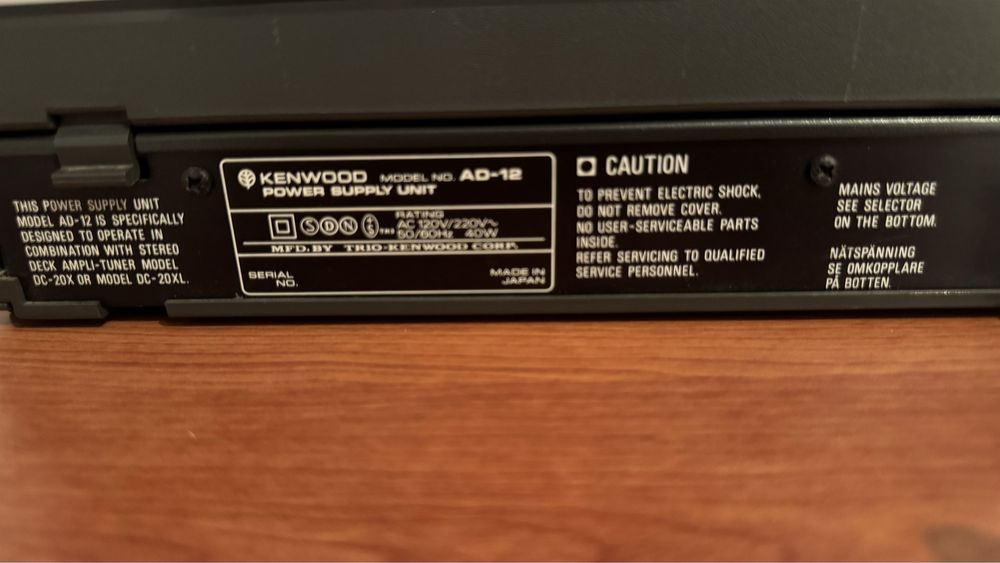 THIS POWER SUPPLY UNIT
MODEL AD-12 IS SPECIFICALLY
DESIGNED TO OPERATE IN
COMBINATION WITH STEREO
DECK AMPLI-TUNER MODEL
DC-20X OR MODEL DC-20XL.
KENWOOD MODEL NO. AD-12
POWER SUPPLY UNIT
S D N RATING
AC 120V/220V~
50/60Hz 40W
MFD. BY TRIO-KENWOOD CORP.
SERIAL
NO.
MADE IN
JAPAN
CAUTION
TO PREVENT ELECTRIC SHOCK,
DO NOT REMOVE COVER.
NO USER-SERVICEABLE PARTS
INSIDE.
REFER SERVICING TO QUALIFIED
SERVICE PERSONNEL.
MAINS VOLTAGE
SEE SELECTOR
ON THE BOTTOM.
NÄTSPÄNNING
SE OMKOPPLARE
PÅ BOTTEN.